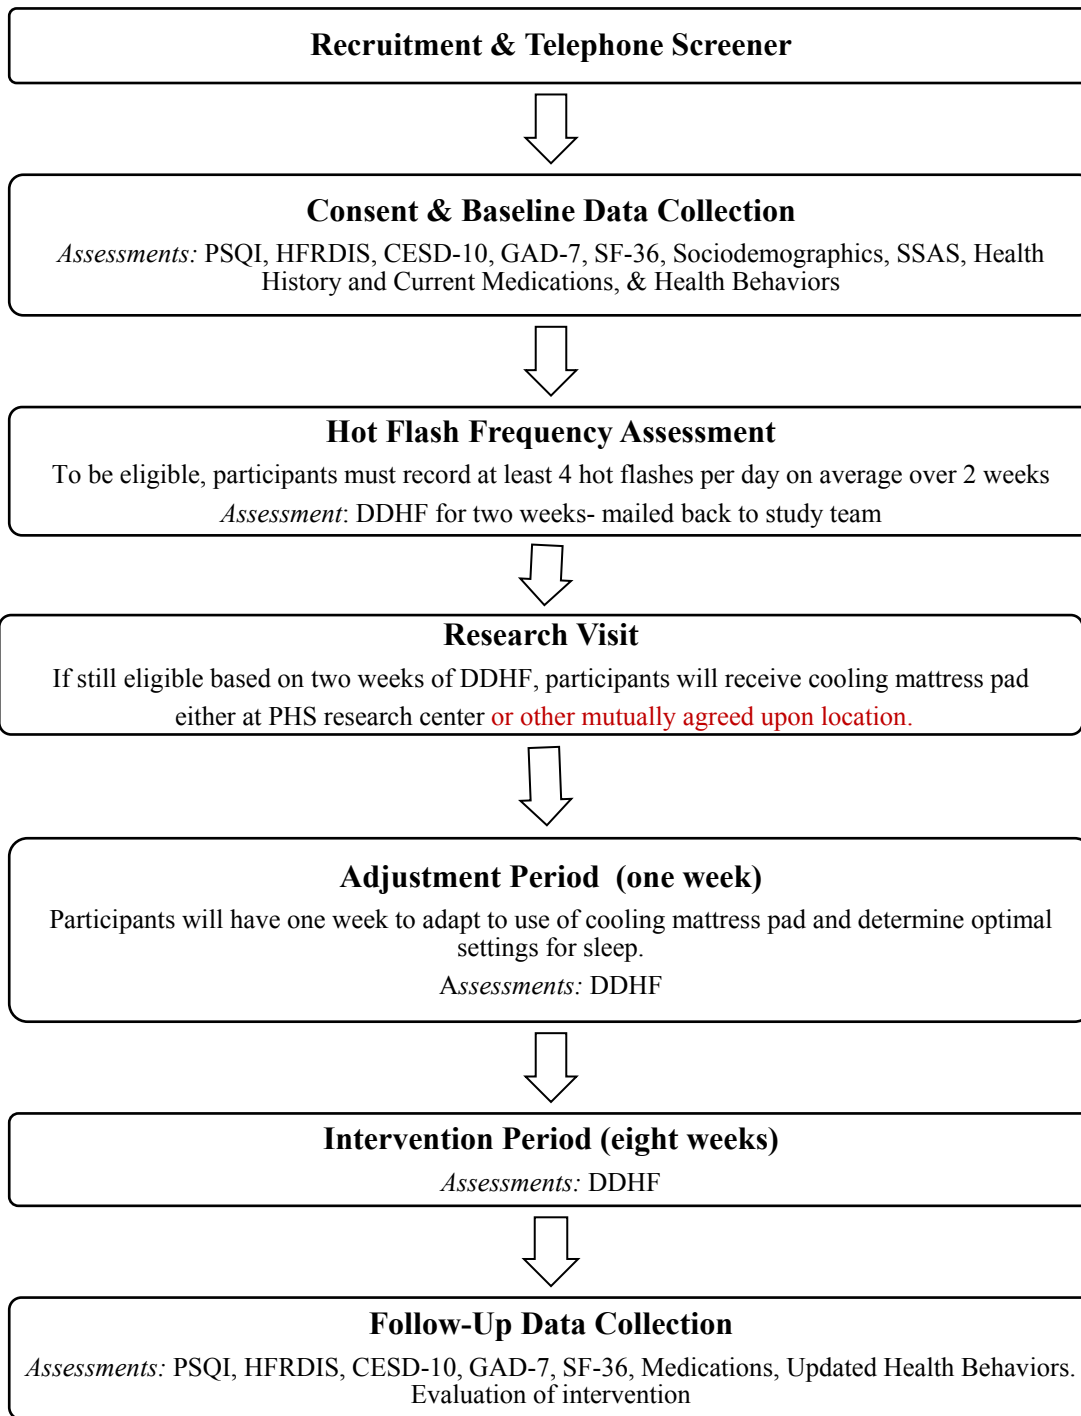 Recruitment & Telephone Screener
Consent & Baseline Data Collection
Assessments: PSQI, HFRDIS, CESD-10, GAD-7, SF-36, Sociodemographics, SSAS, Health
History and Current Medications, & Health Behaviors
Hot Flash Frequency Assessment
To be eligible, participants must record at least 4 hot flashes per day on average over 2 weeks
Assessment: DDHF for two weeks- mailed back to study team
Research Visit
If still eligible based on two weeks of DDHF, participants will receive cooling mattress pad
either at PHS research center or other mutually agreed upon location.
Adjustment Period (one week)
Participants will have one week to adapt to use of cooling mattress pad and determine optimal
settings for sleep.
Assessments: DDHF
Intervention Period (eight weeks)
Assessments: DDHF
Follow-Up Data Collection
Assessments: PSQI, HFRDIS, CESD-10, GAD-7, SF-36, Medications, Updated Health Behaviors.
Evaluation of intervention